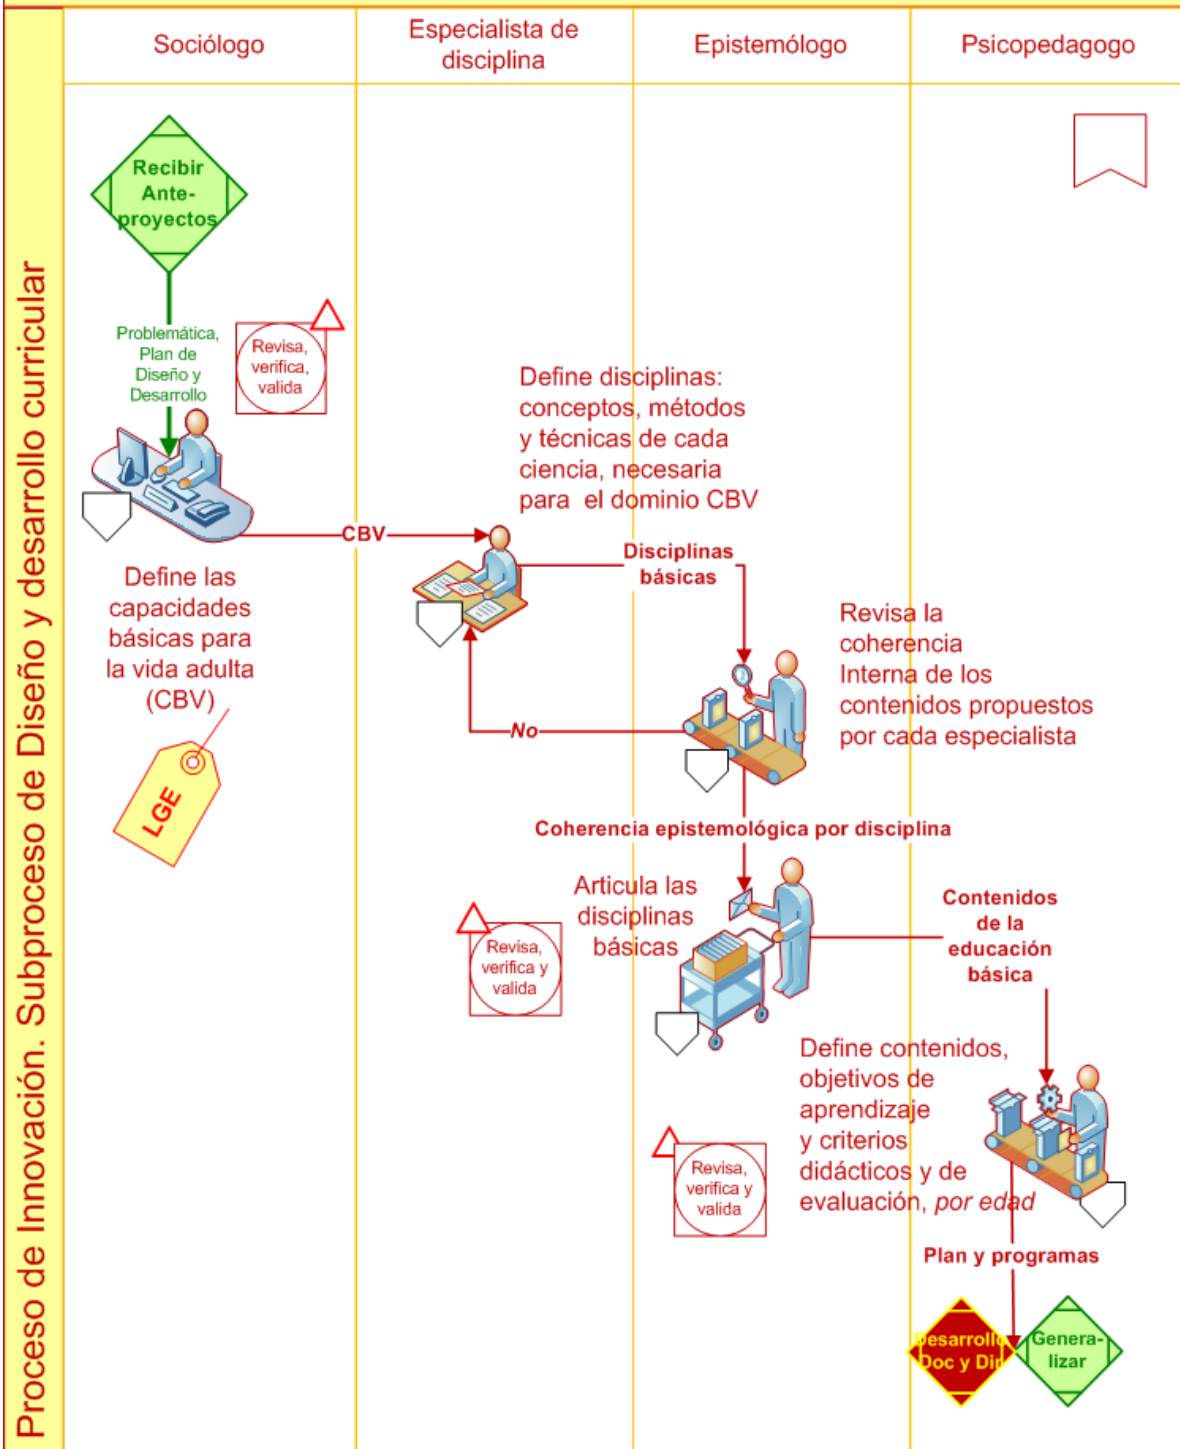 Proceso de Innovación. Subproceso de Diseño y desarrollo curricular
Sociólogo
Especialista de
disciplina
Epistemólogo
Psicopedagogo
Recibir
Ante-
proyectos
Problemática,
Plan de
Diseño y
Desarrollo
Revisa,
verifica,
valida
Define disciplinas:
conceptos, métodos
y técnicas de cada
ciencia, necesaria
para el dominio CBV
CBV
Disciplinas
básicas
Define las
capacidades
básicas para
la vida adulta
(CBV)
LGE
Revisa la
coherencia
Interna de los
contenidos propuestos
por cada especialista
No
Coherencia epistemológica por disciplina
Articula las
disciplinas
básicas
Revisa,
verifica y
valida
Contenidos
de la
educación
básica
Define contenidos,
objetivos de
aprendizaje
y criterios
didácticos y de
evaluación, por edad
Revisa,
verifica y
valida
Plan y programas
Desarrollo
Doc y Dir
Genera-
lizar